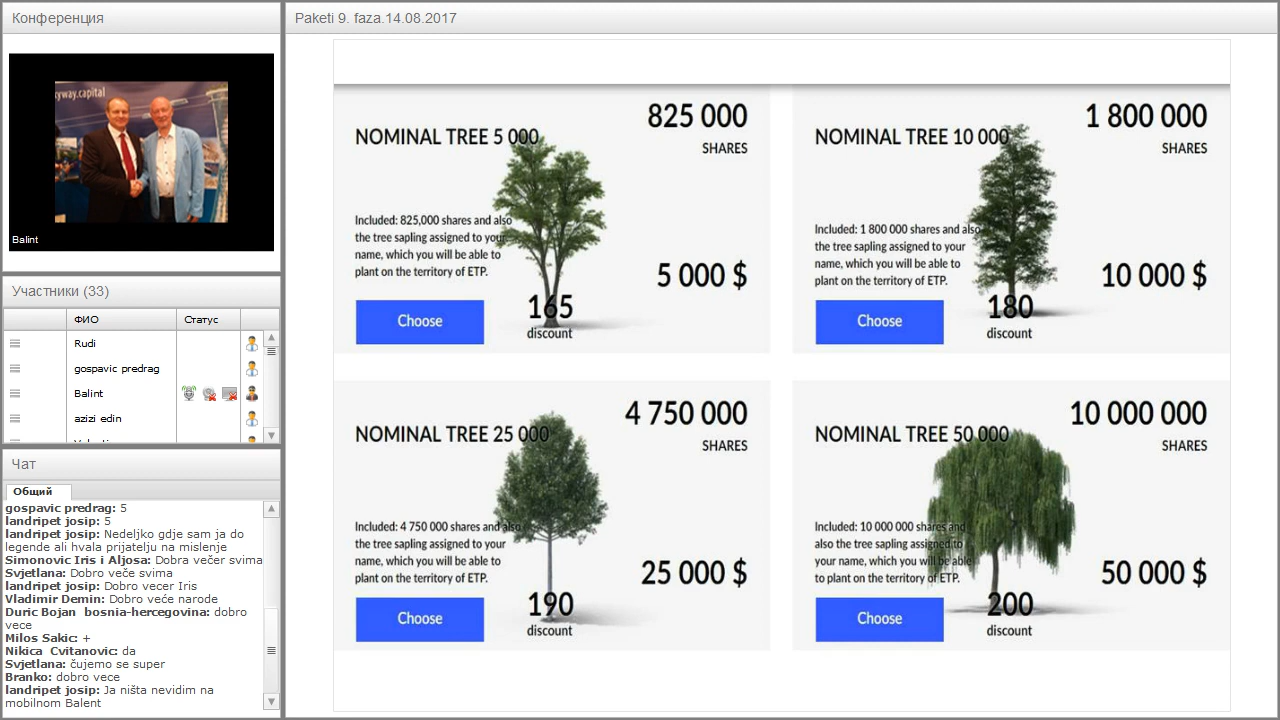 Конференция
yway.capital
Balint
Участники (33)
ФИО
Статус
Rudi
gospavic predrag
Balint
azizi edin
Чат
Общий
gospavic predrag: 5
landripet josip: 5
landripet josip: Nedeljko gdje sam ja do
legende ali hvala prijatelju na mislenje
Simonovic Iris i Aljosa: Dobra večer svima
Svjetlana: Dobro veče svima
landripet josip: Dobro vecer Iris
Vladimir Demin: Dobro veće narode
Duric Bojan bosnia-hercegovina: dobro
vece
Milos Sakic: +
Nikica Cvitanovic: da
Svjetlana: čujemo se super
Branko: dobro vece
landripet josip: Ja ništa nevidim na
mobilnom Balent
Paketi 9. faza.14.08.2017
NOMINAL TREE 5 000
825 000
SHARES
Included: 825,000 shares and also
the tree sapling assigned to your
name, which you will be able to
plant on the territory of ETP.
5 000 $
Choose
165
discount
NOMINAL TREE 10 000
1 800 000
SHARES
Included: 1 800 000 shares and also
the tree sapling assigned to your
name, which you will be able to
plant on the territory of ETP.
10 000 $
Choose
180
discount
NOMINAL TREE 25 000
4 750 000
SHARES
Included: 4 750 000 shares and also
the tree sapling assigned to your
name, which you will be able to
plant on the territory of ETP.
25 000 $
Choose
190
discount
NOMINAL TREE 50 000
10 000 000
SHARES
Included: 10 000 000 shares and
also the tree sapling assigned to
your name, which you will be able
to plant on the territory of ETP.
50 000 $
Choose
200
discount